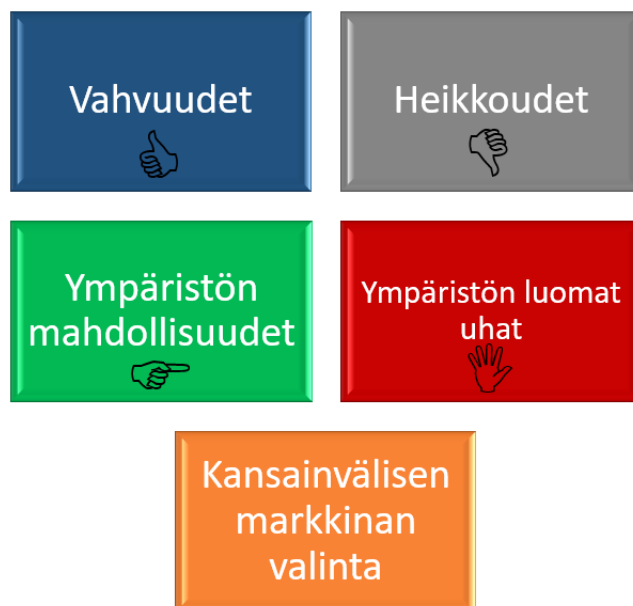 Vahvuudet
Heikkoudet
Ympäristön
mahdollisuudet
Ympäristön luomat
uhat
Kansainvälisen
markkinan
valinta